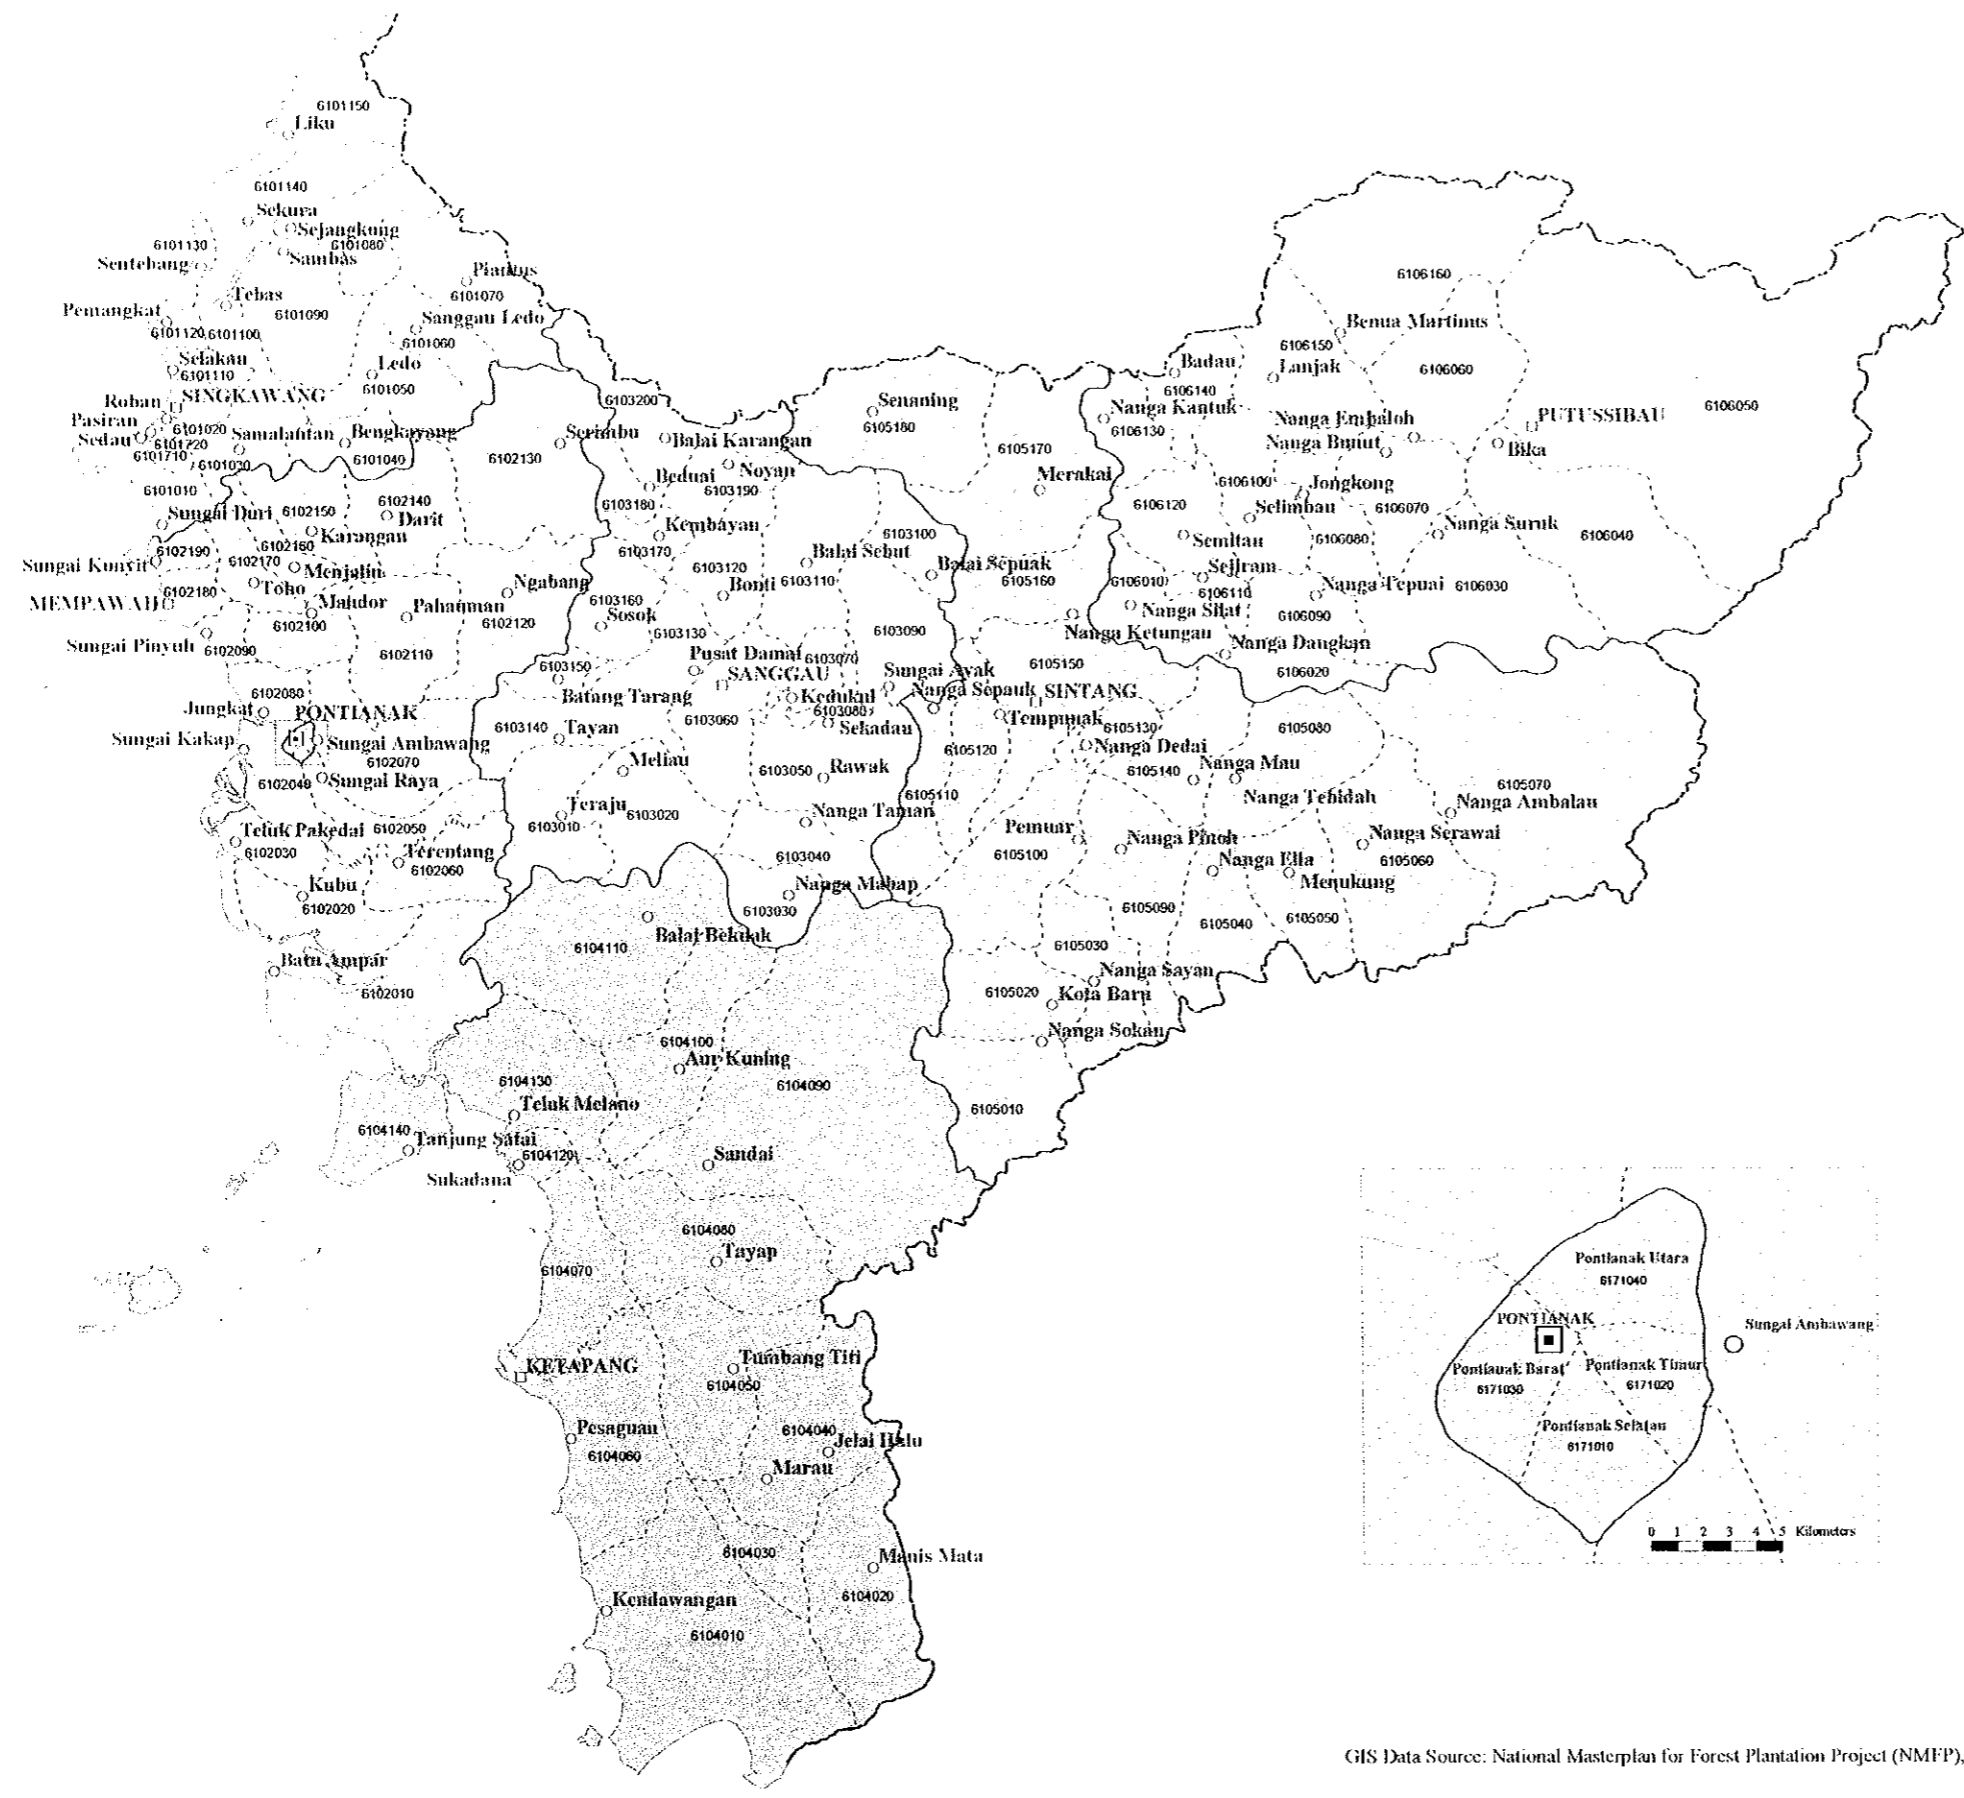 6101150
Liku
6101140
Sekura
Sejangkung
6101130
6101080
Sambas
Sentebang
Piantus
6101070
Tebas
Pemangkat
6101090
Sanggau Ledo
6101120
6101100
6101060
Selakau
6101110
Ledo
6101050
Roban
SINGKAWANG
Pasiran
6101020
Sedau
6101720
Samalantan
Bengkayang
6101710
6101030
6101040
6101010
6102130
Serimbu
6103200
Balai Karangan
Noyan
Beduai
6103190
6103180
Kembayan
6103170
6102140
Darit
6102150
Sungai Duri
Karangan
6102190
6102160
Sungai Kunyit
6102170
Menjalin
6102180
Toho
MEMPAWAH
Mandor
6102100
Pahauman
Ngabang
6102120
Sungai Pinyuh
6102090
6102110
6102080
Jungkat
PONTIANAK
Sungai Kakap
Sungai Ambawang
6102070
6102040
Sungai Raya
Teluk Pakedai
6102050
6102030
Terentang
6102060
Kubu
6102020
Batu Ampar
6102010
Senaning
6105180
6105170
Merakai
6103100
Balai Sebut
6103120
6103110
Bonti
Balai Sepuak
6105160
6103160
Sosok
6103130
6103090
Nanga Ketungau
Pusat Damai
6103070
6103150
SANGGAU
Sungai Ayak
6105150
Batang Tarang
Kedukul
Nanga Sepauk
SINTANG
6103060
6103080
Sekadau
Tempunak
6103140
Tayan
6105130
Meliau
6103050
Rawak
6105120
Nanga Dedai
6105140
Nanga Mau
6105080
Teraju
6103020
6103010
6105110
Nanga Taman
Nanga Tebidah
6105070
Nanga Ambalau
Pemuar
Nanga Pinoh
Nanga Serawai
6103040
6105100
Nanga Ella
6105060
Menukung
Nanga Mahap
6103030
6105090
6105040
6105050
6105030
Nanga Sayan
6105020
Kota Baru
Nanga Sokan
6105010
6106160
Benua Martinus
6106150
Badau
Lanjak
6106060
6106140
6106050
Nanga Kantuk
Nanga Embaloh
PUTUSSIBAU
6106130
Nanga Bunut
Bika
6106100
Jongkong
6106120
Selimbau
6106070
Nanga Suruk
Semitau
6106080
6106040
Sejiram
6106010
6106110
Nanga Tepuai
6106030
Nanga Silat
6106090
Nanga Dangkan
6106020
Balai Bekuak
6104110
6104100
Aur Kuning
6104130
6104090
Teluk Melano
6104140
Tanjung Satai
6104120
Sandai
Sukadana
6104080
Tayap
6104070
KETAPANG
Tumbang Titi
6104050
Pesaguan
6104040
Jelai Hulu
6104060
Marau
6104030
Manis Mata
6104020
Kendawangan
6104010
Pontianak Utara
6171040
PONTIANAK
Sungai Ambawang
Pontianak Barat
Pontianak Timur
6171030
6171020
Pontianak Selatan
6171010
0 1 2 3 4 5 Kilometers
GIS Data Source: National Masterplan for Forest Plantation Project (NMFP),